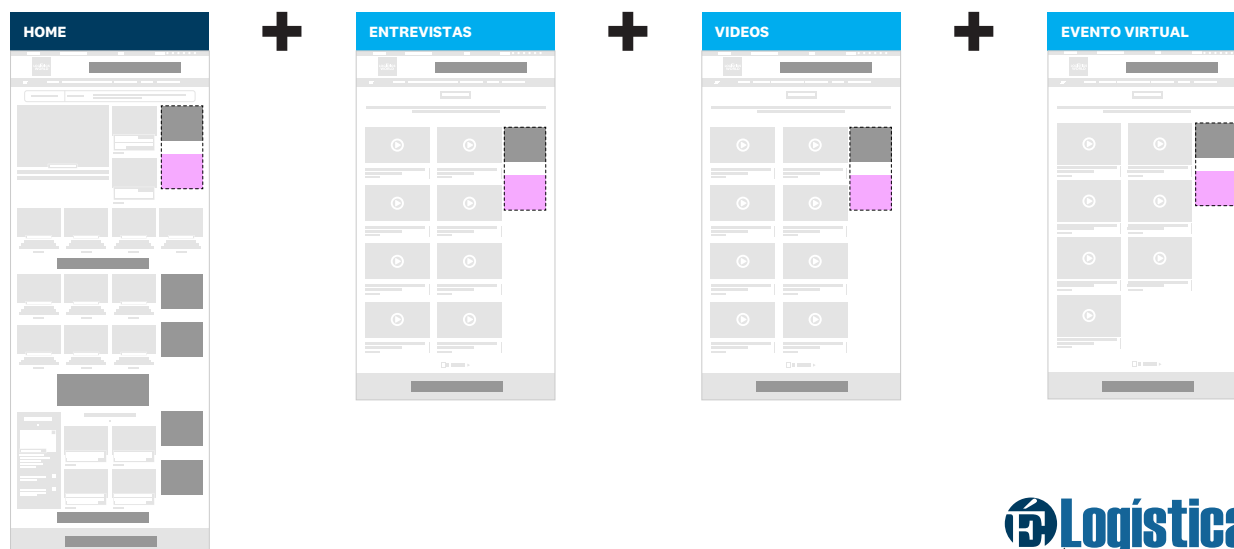 HOME
ENTREVISTAS
VIDEOS
EVENTO VIRTUAL
É Logística